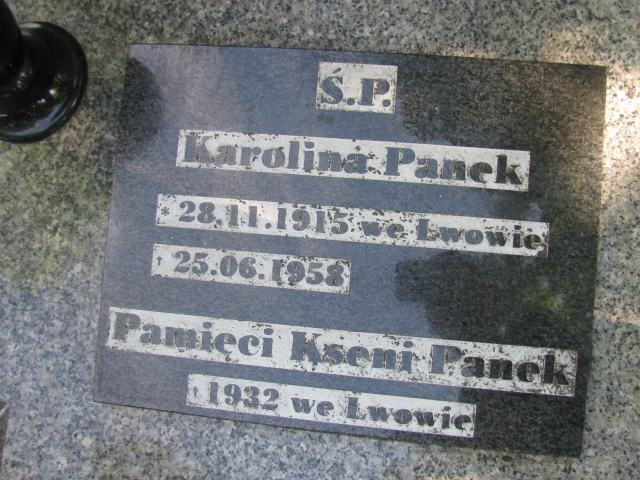 Ś.P.
Karolina Panek
* 28.11.1915 we Lwowie
† 25.06.1958
Pamięci Kseni Panek
† 1932 we Lwowie